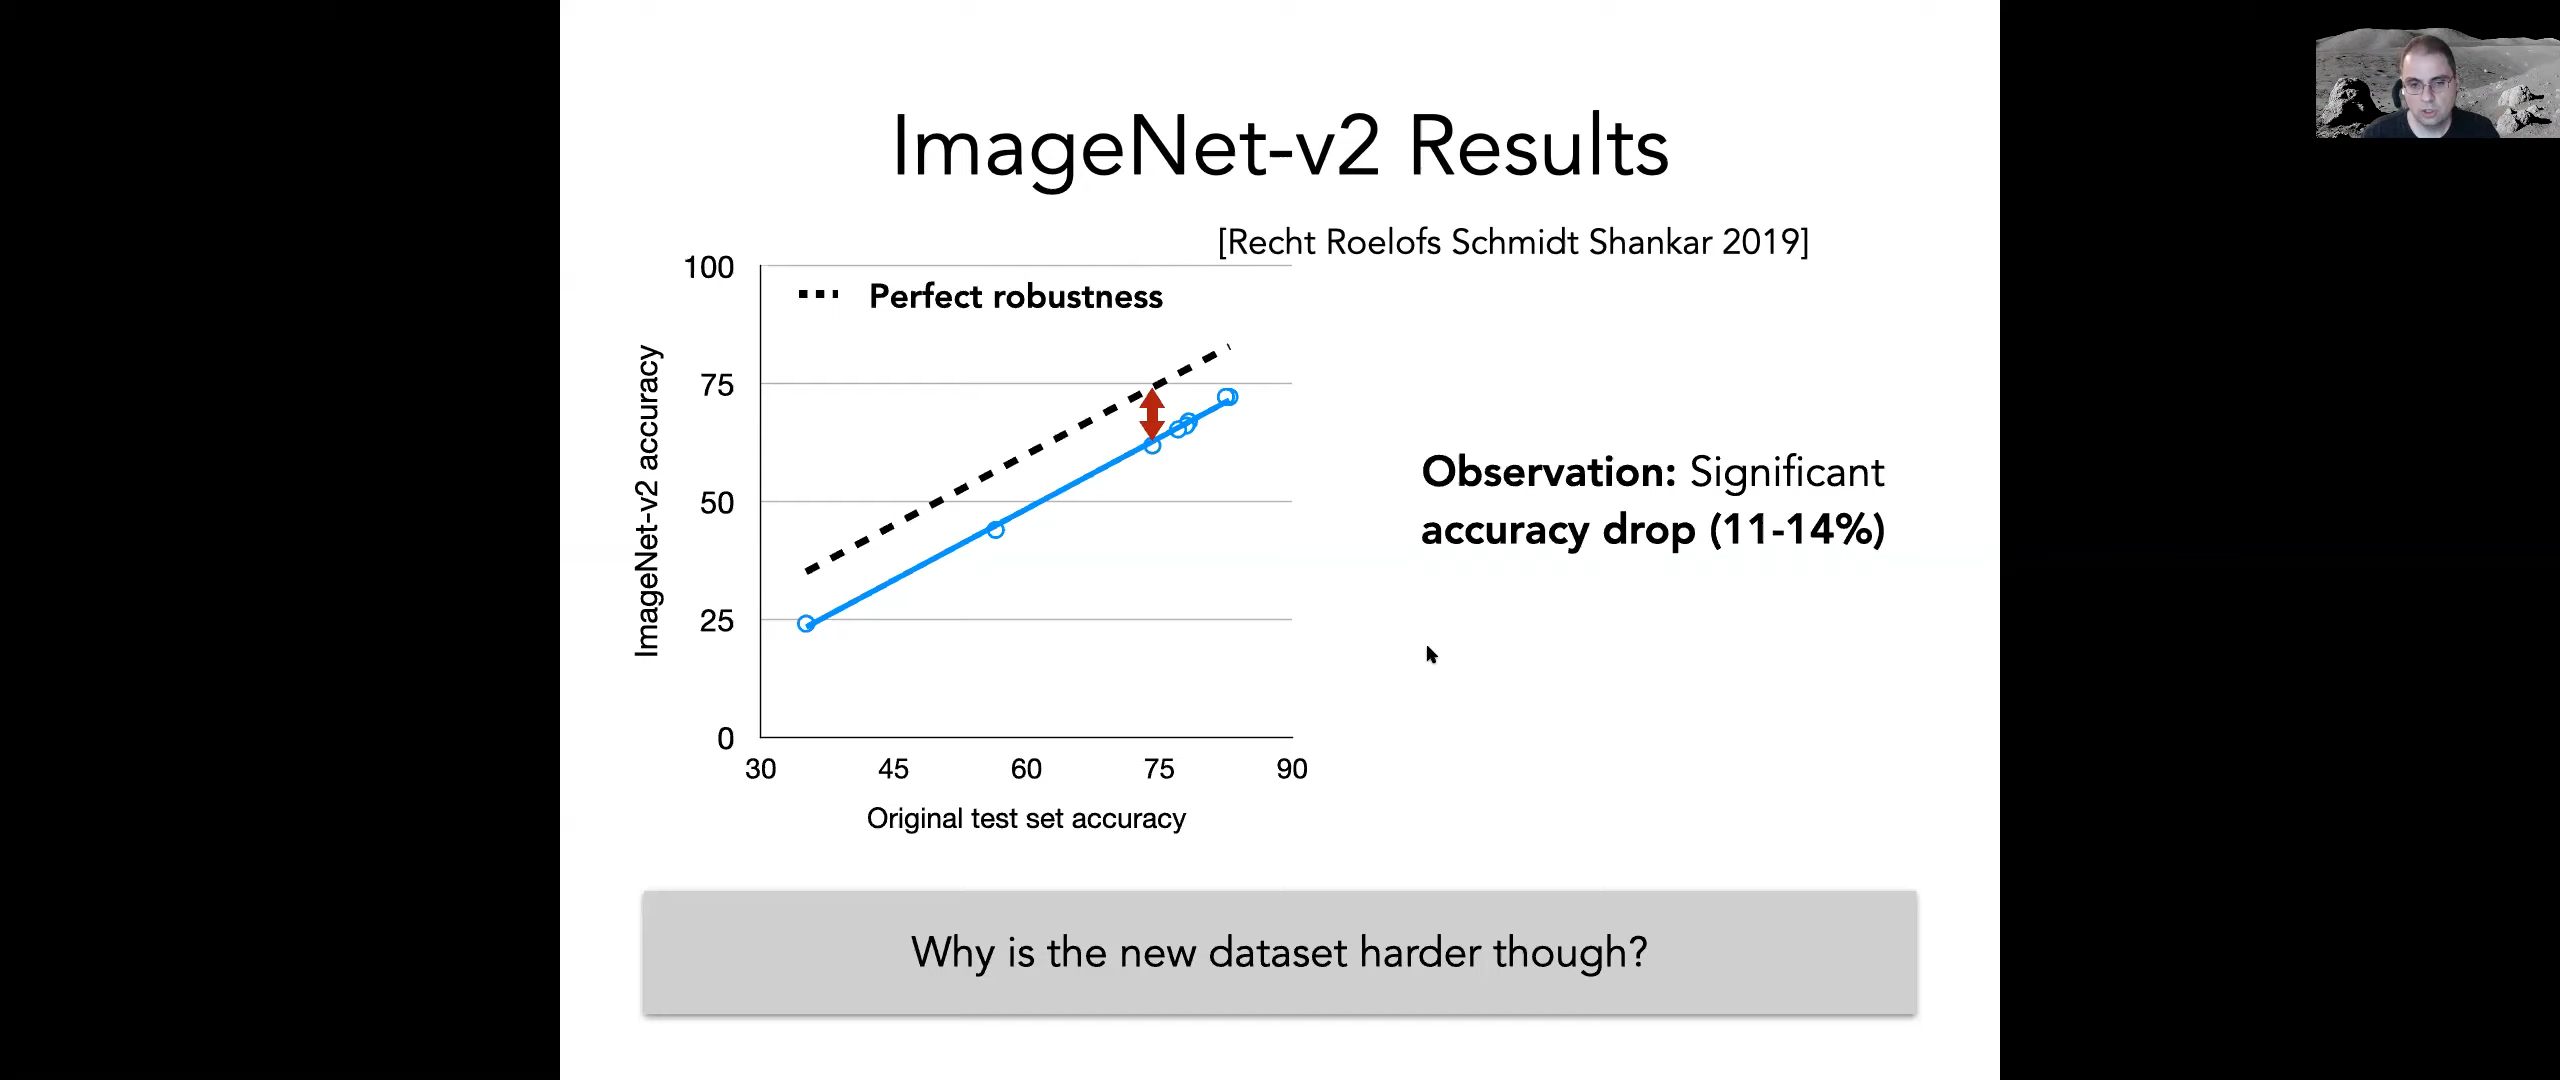 ImageNet-v2 Results
[Recht Roelofs Schmidt Shankar 2019]
100
75
50
25
0
ImageNet-v2 accuracy
Perfect robustness
30 45 60 75 90
Original test set accuracy
Observation: Significant
accuracy drop (11-14%)
Why is the new dataset harder though?